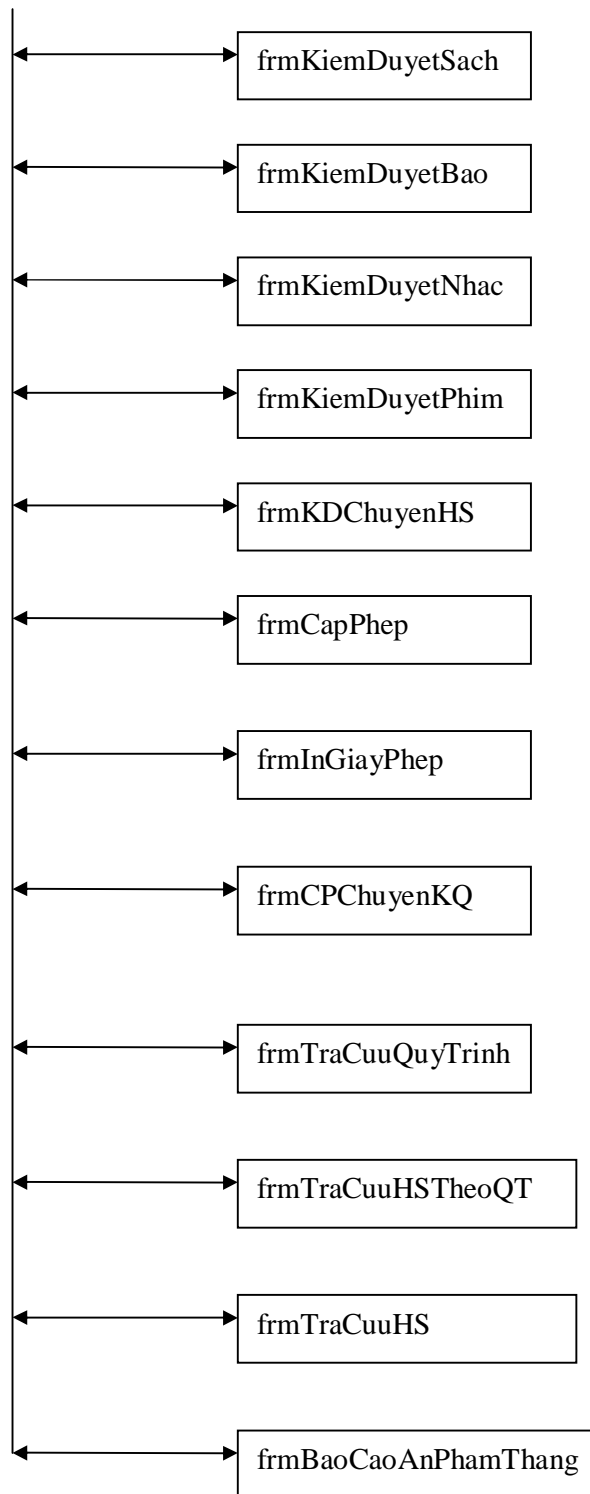 frmKiemDuyetSach
frmKiemDuyetBao
frmKiemDuyetNhac
frmKiemDuyetPhim
frmKDChuyenHS
frmCapPhep
frmInGiayPhep
frmCPChuyenKQ
frmTraCuuQuyTrinh
frmTraCuuHSTheoQT
frmTraCuuHS
frmBaoCaoAnPhamThang